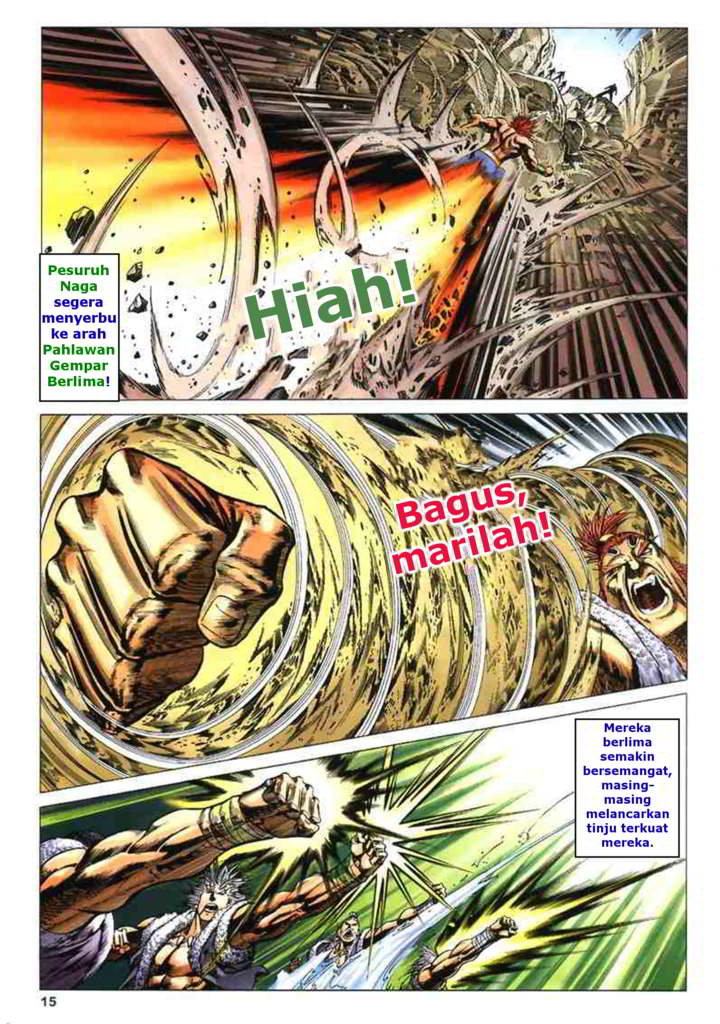 Hiah!
Pesuruh
Naga
segera
menyerbu
ke arah
Pahlawan
Gempar
Berlima!
Bagus,
marilah!
Mereka
berlima
semakin
bersemangat,
masing-
masing
melancarkan
tinju terkuat
mereka.
15